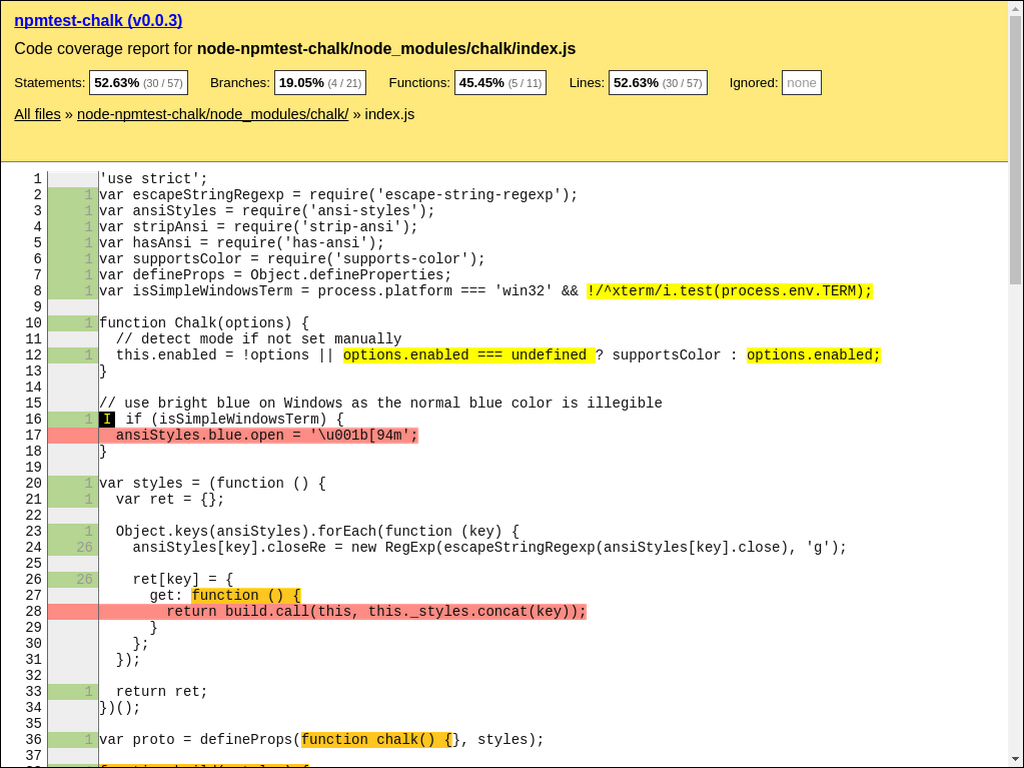 npmtest-chalk (v0.0.3)
Code coverage report for node-npmtest-chalk/node_modules/chalk/index.js
Statements: 52.63% (30 / 57) Branches: 19.05% (4 / 21) Functions: 45.45% (5 / 11) Lines: 52.63% (30 / 57) Ignored: none
All files » node-npmtest-chalk/node_modules/chalk/ » index.js
1 'use strict';
2 1 var escapeStringRegexp = require('escape-string-regexp');
3 1 var ansiStyles = require('ansi-styles');
4 1 var stripAnsi = require('strip-ansi');
5 1 var hasAnsi = require('has-ansi');
6 1 var supportsColor = require('supports-color');
7 1 var defineProps = Object.defineProperties;
8 1 var isSimpleWindowsTerm = process.platform === 'win32' && !/^xterm/i.test(process.env.TERM);
9
10 1 function Chalk(options) {
11 // detect mode if not set manually
12 1 this.enabled = !options || options.enabled === undefined ? supportsColor : options.enabled;
13 }
14
15 // use bright blue on Windows as the normal blue color is illegible
16 1 I if (isSimpleWindowsTerm) {
17 ansiStyles.blue.open = '\u001b[94m';
18 }
19
20 1 var styles = (function () {
21 1 var ret = {};
22
23 1 Object.keys(ansiStyles).forEach(function (key) {
24 26 ansiStyles[key].closeRe = new RegExp(escapeStringRegexp(ansiStyles[key].close), 'g');
25
26 26 ret[key] = {
27 get: function () {
28 return build.call(this, this._styles.concat(key));
29 }
30 };
31 });
32
33 1 return ret;
34 })();
35
36 1 var proto = defineProps(function chalk() {}, styles);
37